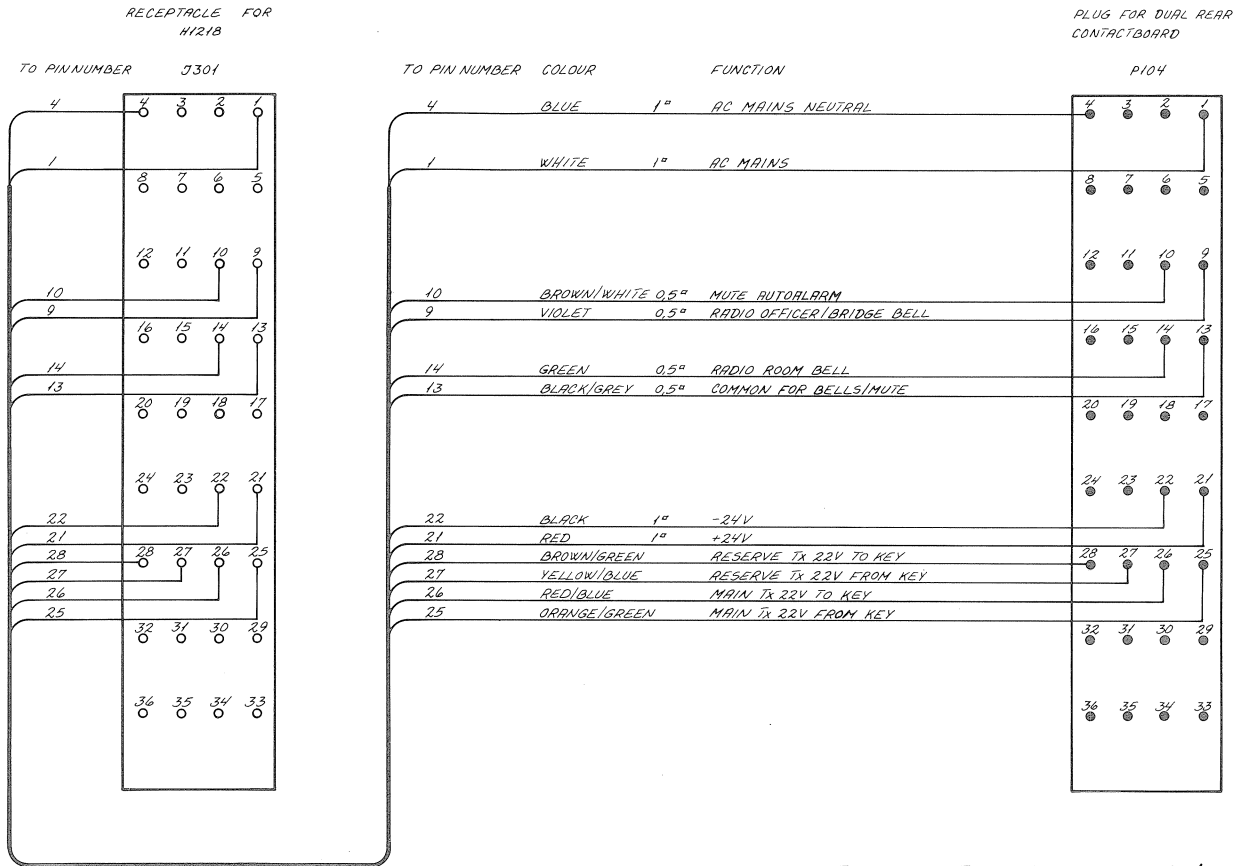 RECEPTACLE FOR
H1218
PLUG FOR DUAL REAR
CONTACTBOARD
TO PIN NUMBER J301
TO PIN NUMBER COLOUR FUNCTION
P104
4
4 3 2 1
4 BLUE 1▫ AC MAINS NEUTRAL
4 3 2 1
1
1 WHITE 1▫ AC MAINS
8 7 6 5
8 7 6 5
12 11 10 9
12 11 10 9
10
10 BROWN/WHITE 0,5▫ MUTE AUTOALARM
9
9 VIOLET 0,5▫ RADIO OFFICER/BRIDGE BELL
16 15 14 13
16 15 14 13
14
14 GREEN 0,5▫ RADIO ROOM BELL
13
13 BLACK/GREY 0,5▫ COMMON FOR BELLS/MUTE
20 19 18 17
20 19 18 17
24 23 22 21
24 23 22 21
22
22 BLACK 1▫ -24V
21
21 RED 1▫ +24V
28
28 27 26 25
28 BROWN/GREEN RESERVE Tx 22V TO KEY
28 27 26 25
27
27 YELLOW/BLUE RESERVE Tx 22V FROM KEY
26
26 RED/BLUE MAIN Tx 22V TO KEY
25
25 ORANGE/GREEN MAIN Tx 22V FROM KEY
32 31 30 29
32 31 30 29
36 35 34 33
36 35 34 33